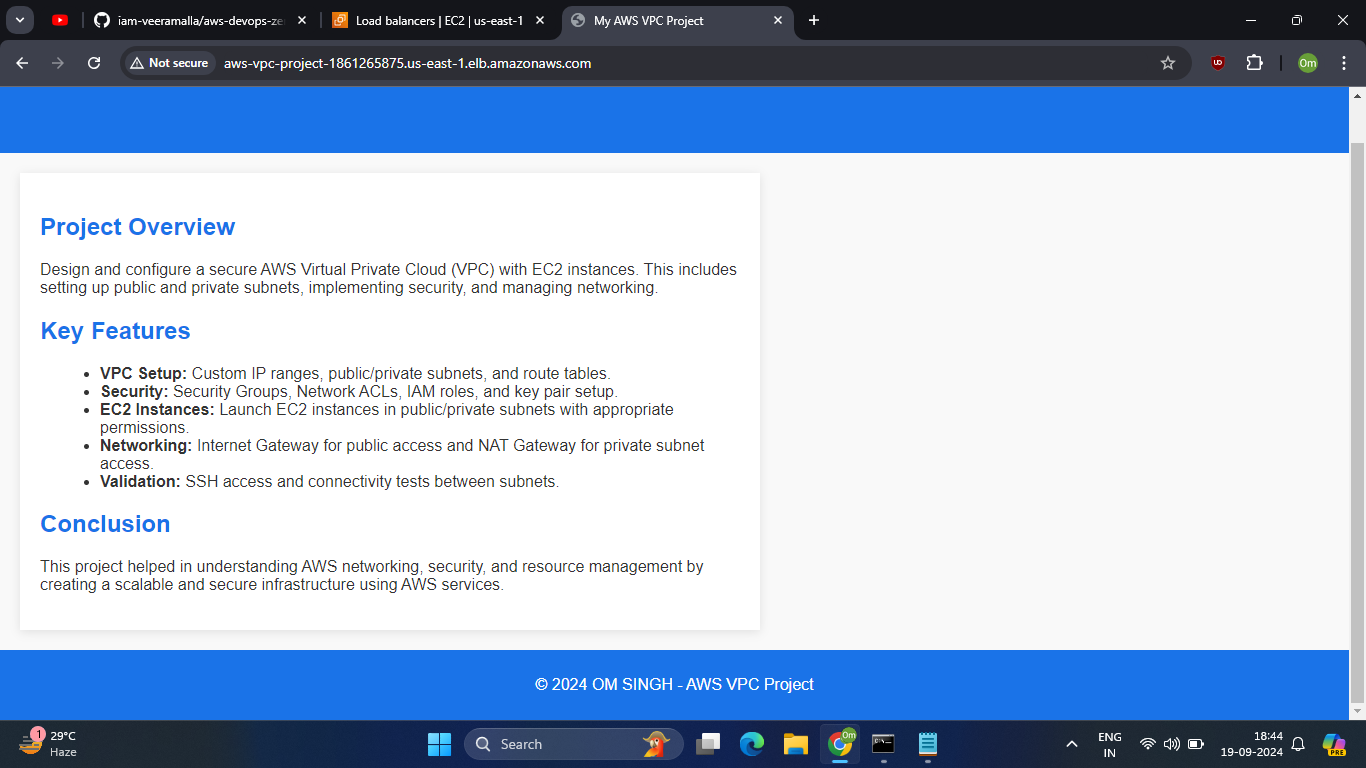 iam-veeramalla/aws-devops-ze
Load balancers | EC2 | us-east-1
My AWS VPC Project
Not secure
aws-vpc-project-1861265875.us-east-1.elb.amazonaws.com
Om
Project Overview
Design and configure a secure AWS Virtual Private Cloud (VPC) with EC2 instances. This includes
setting up public and private subnets, implementing security, and managing networking.
Key Features
• VPC Setup: Custom IP ranges, public/private subnets, and route tables.
• Security: Security Groups, Network ACLs, IAM roles, and key pair setup.
• EC2 Instances: Launch EC2 instances in public/private subnets with appropriate
permissions.
• Networking: Internet Gateway for public access and NAT Gateway for private subnet
access.
• Validation: SSH access and connectivity tests between subnets.
Conclusion
This project helped in understanding AWS networking, security, and resource management by
creating a scalable and secure infrastructure using AWS services.
© 2024 OM SINGH - AWS VPC Project
1
29°C
Haze
Search
Om
ENG
IN
18:44
19-09-2024
PRE